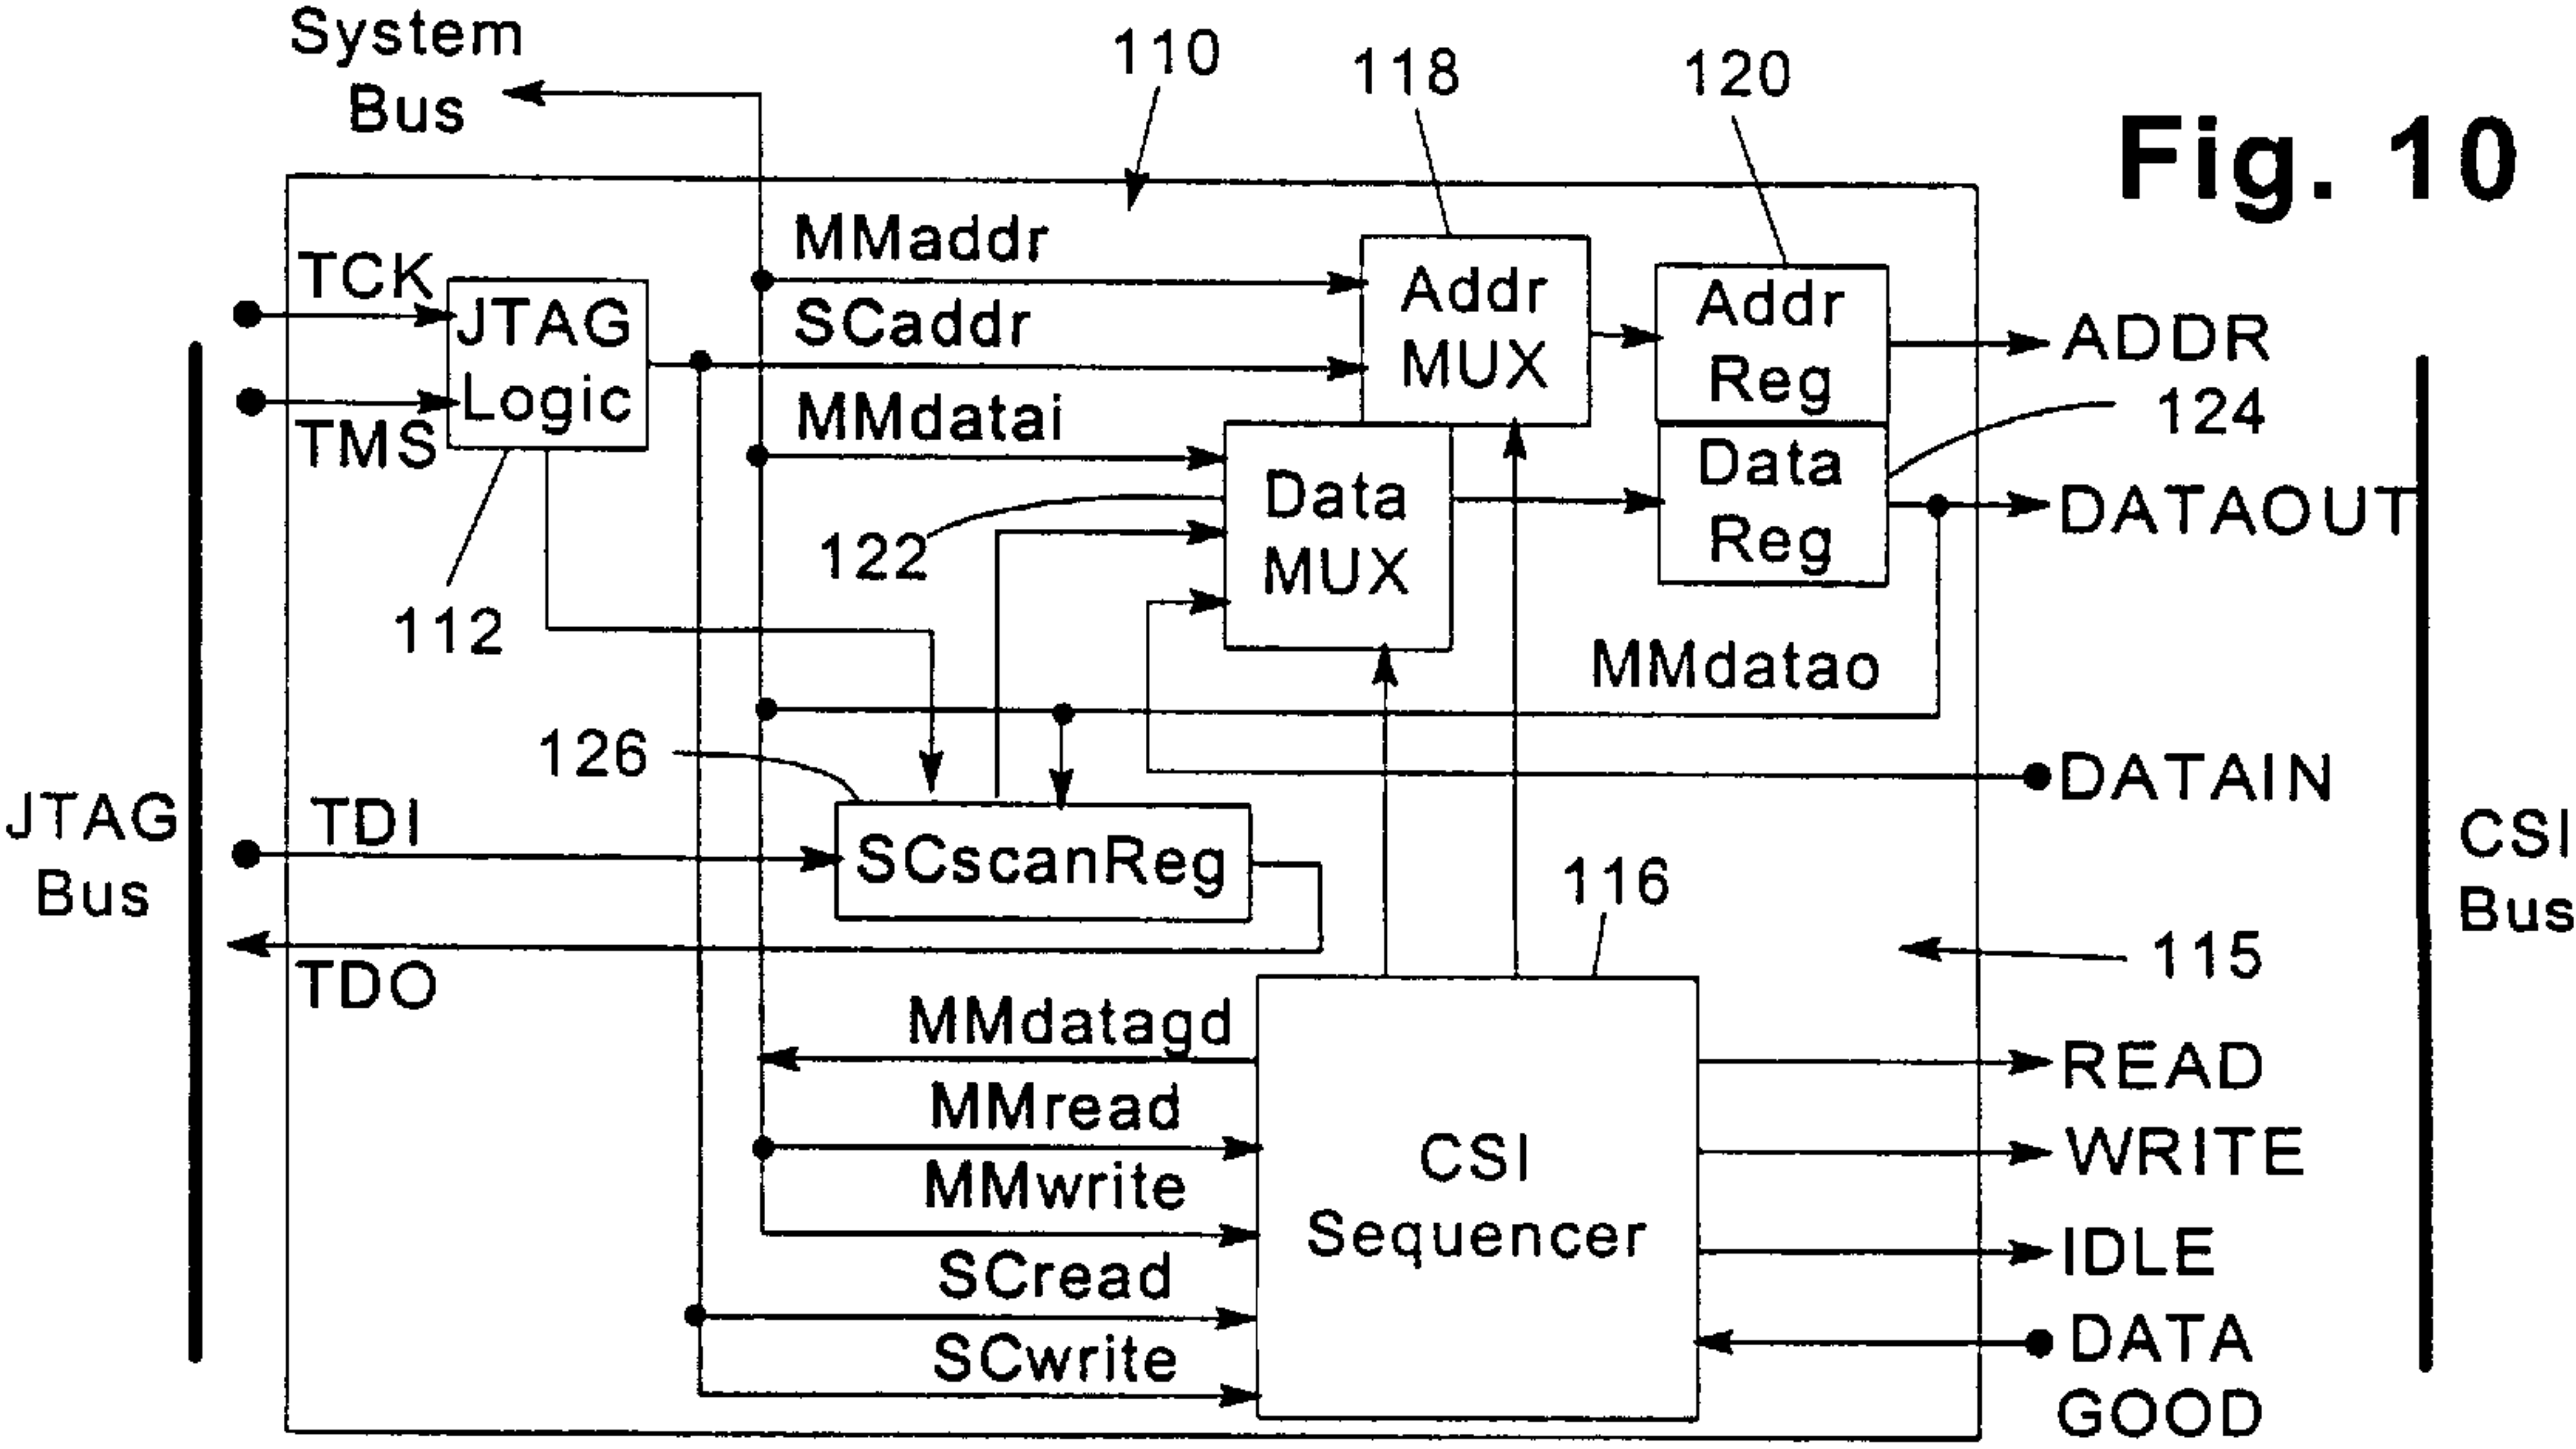 System
Bus
110
118
120
Fig. 10
MMaddr
TCK
JTAG
Logic
TMS
SCaddr
Addr
MUX
Addr
Reg
ADDR
MMdatai
124
122
Data
MUX
Data
Reg
DATAOUT
112
MMdatao
126
DATAIN
JTAG
Bus
TDI
SCscanReg
116
CSI
Bus
TDO
115
MMdatagd
READ
MMread
WRITE
MMwrite
CSI
Sequencer
IDLE
SCread
SCwrite
DATA
GOOD